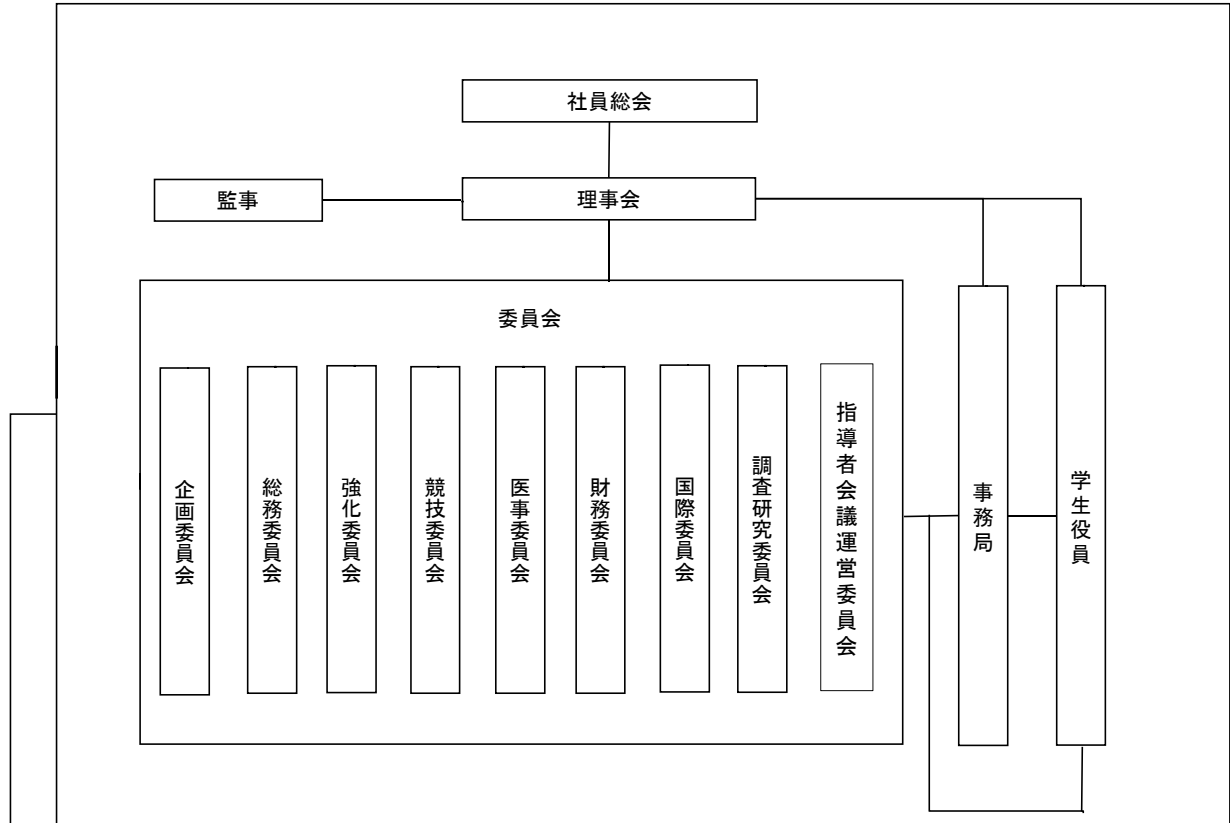 社員総会
監事
理事会
委員会
企画委員会
総務委員会
強化委員会
競技委員会
医事委員会
財務委員会
国際委員会
調査研究委員会
指導者会議運営委員会
事務局
学生役員